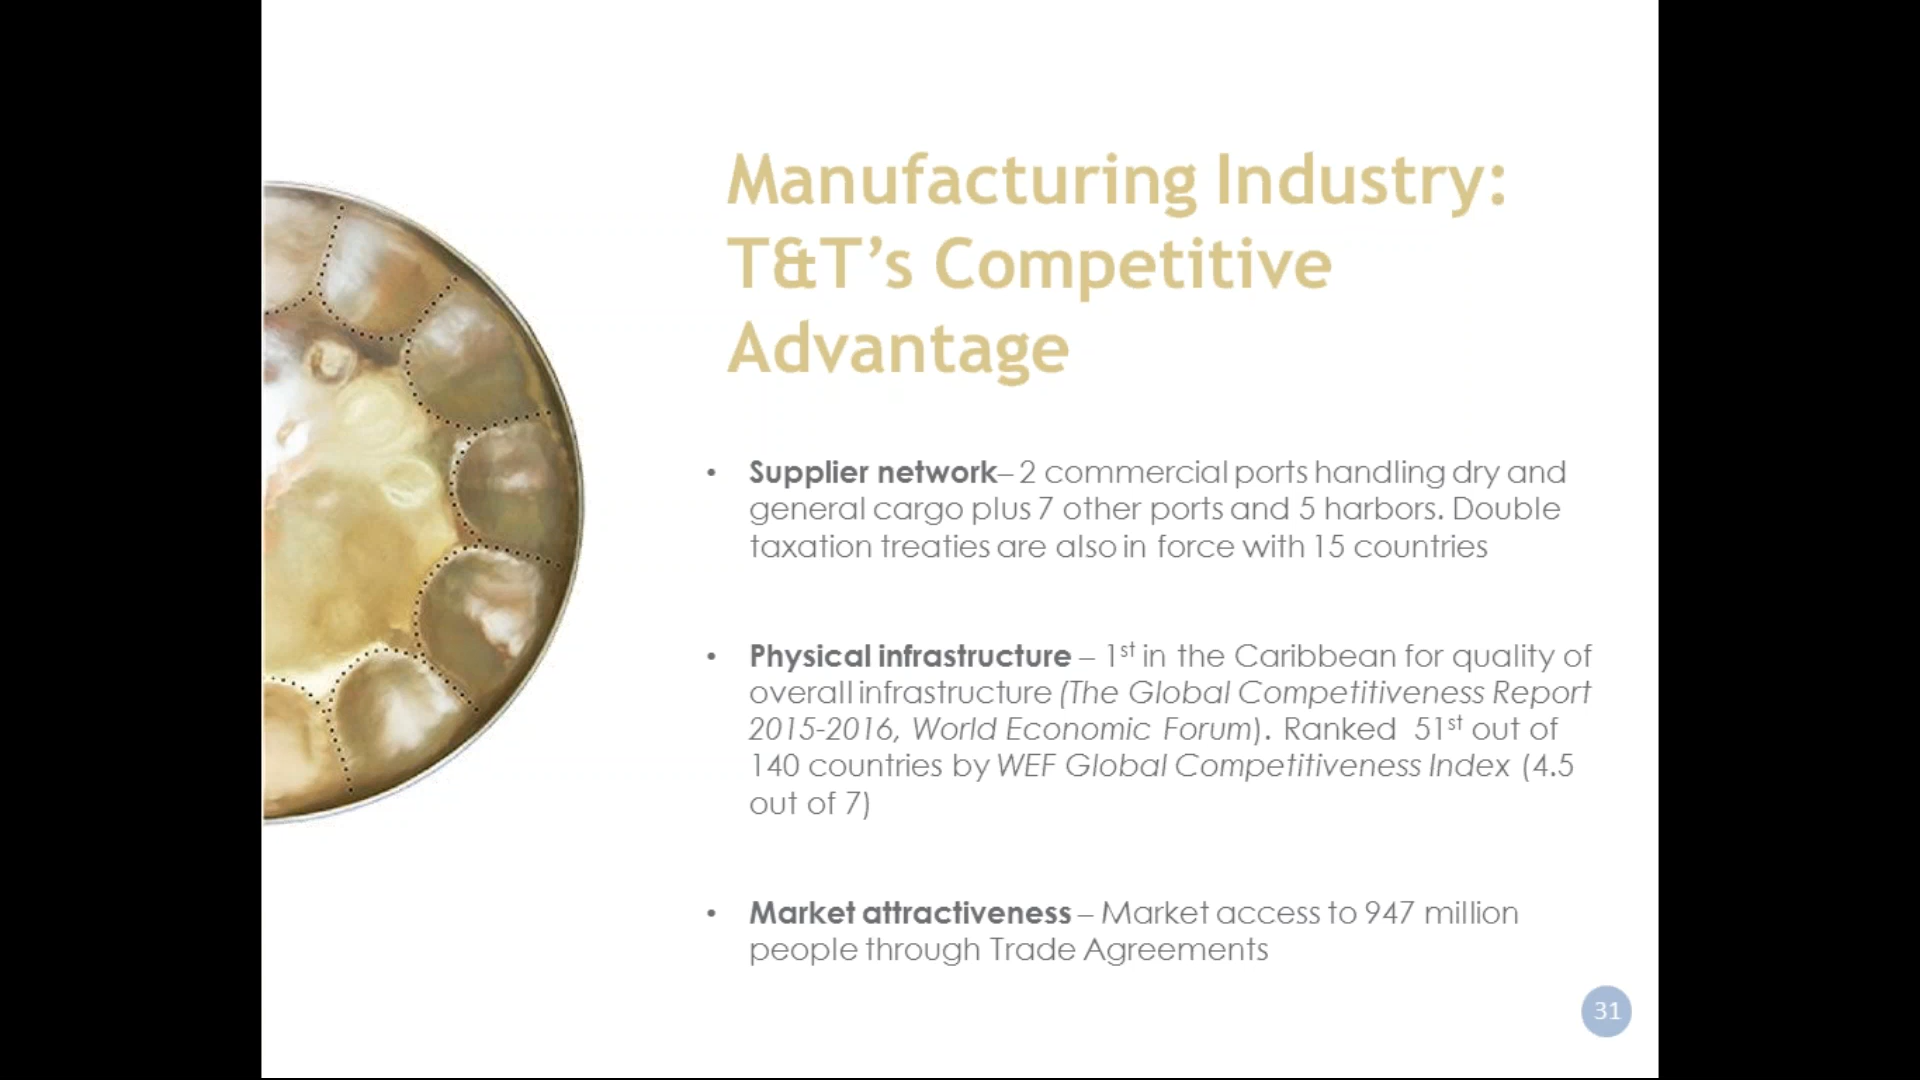 Manufacturing Industry:
T&T’s Competitive
Advantage
• Supplier network– 2 commercial ports handling dry and
general cargo plus 7 other ports and 5 harbors. Double
taxation treaties are also in force with 15 countries
• Physical infrastructure – 1st in the Caribbean for quality of
overall infrastructure (The Global Competitiveness Report
2015-2016, World Economic Forum). Ranked 51st out of
140 countries by WEF Global Competitiveness Index (4.5
out of 7)
• Market attractiveness – Market access to 947 million
people through Trade Agreements
31